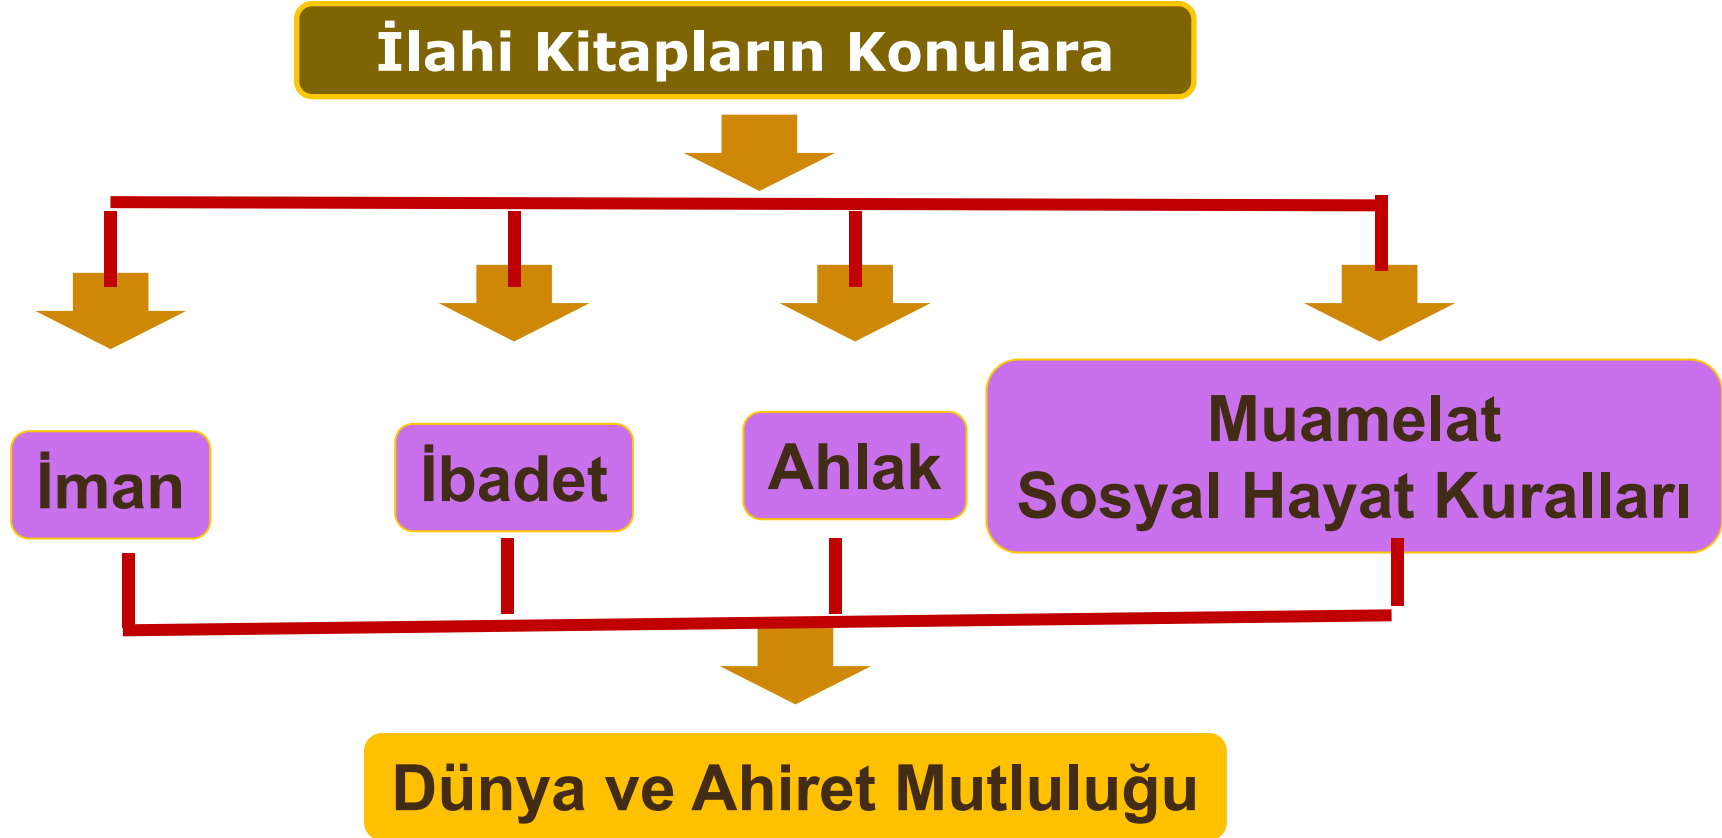 İlahi Kitapların Konulara
İman
İbadet
Ahlak
Muamelat
Sosyal Hayat Kuralları
Dünya ve Ahiret Mutluluğu